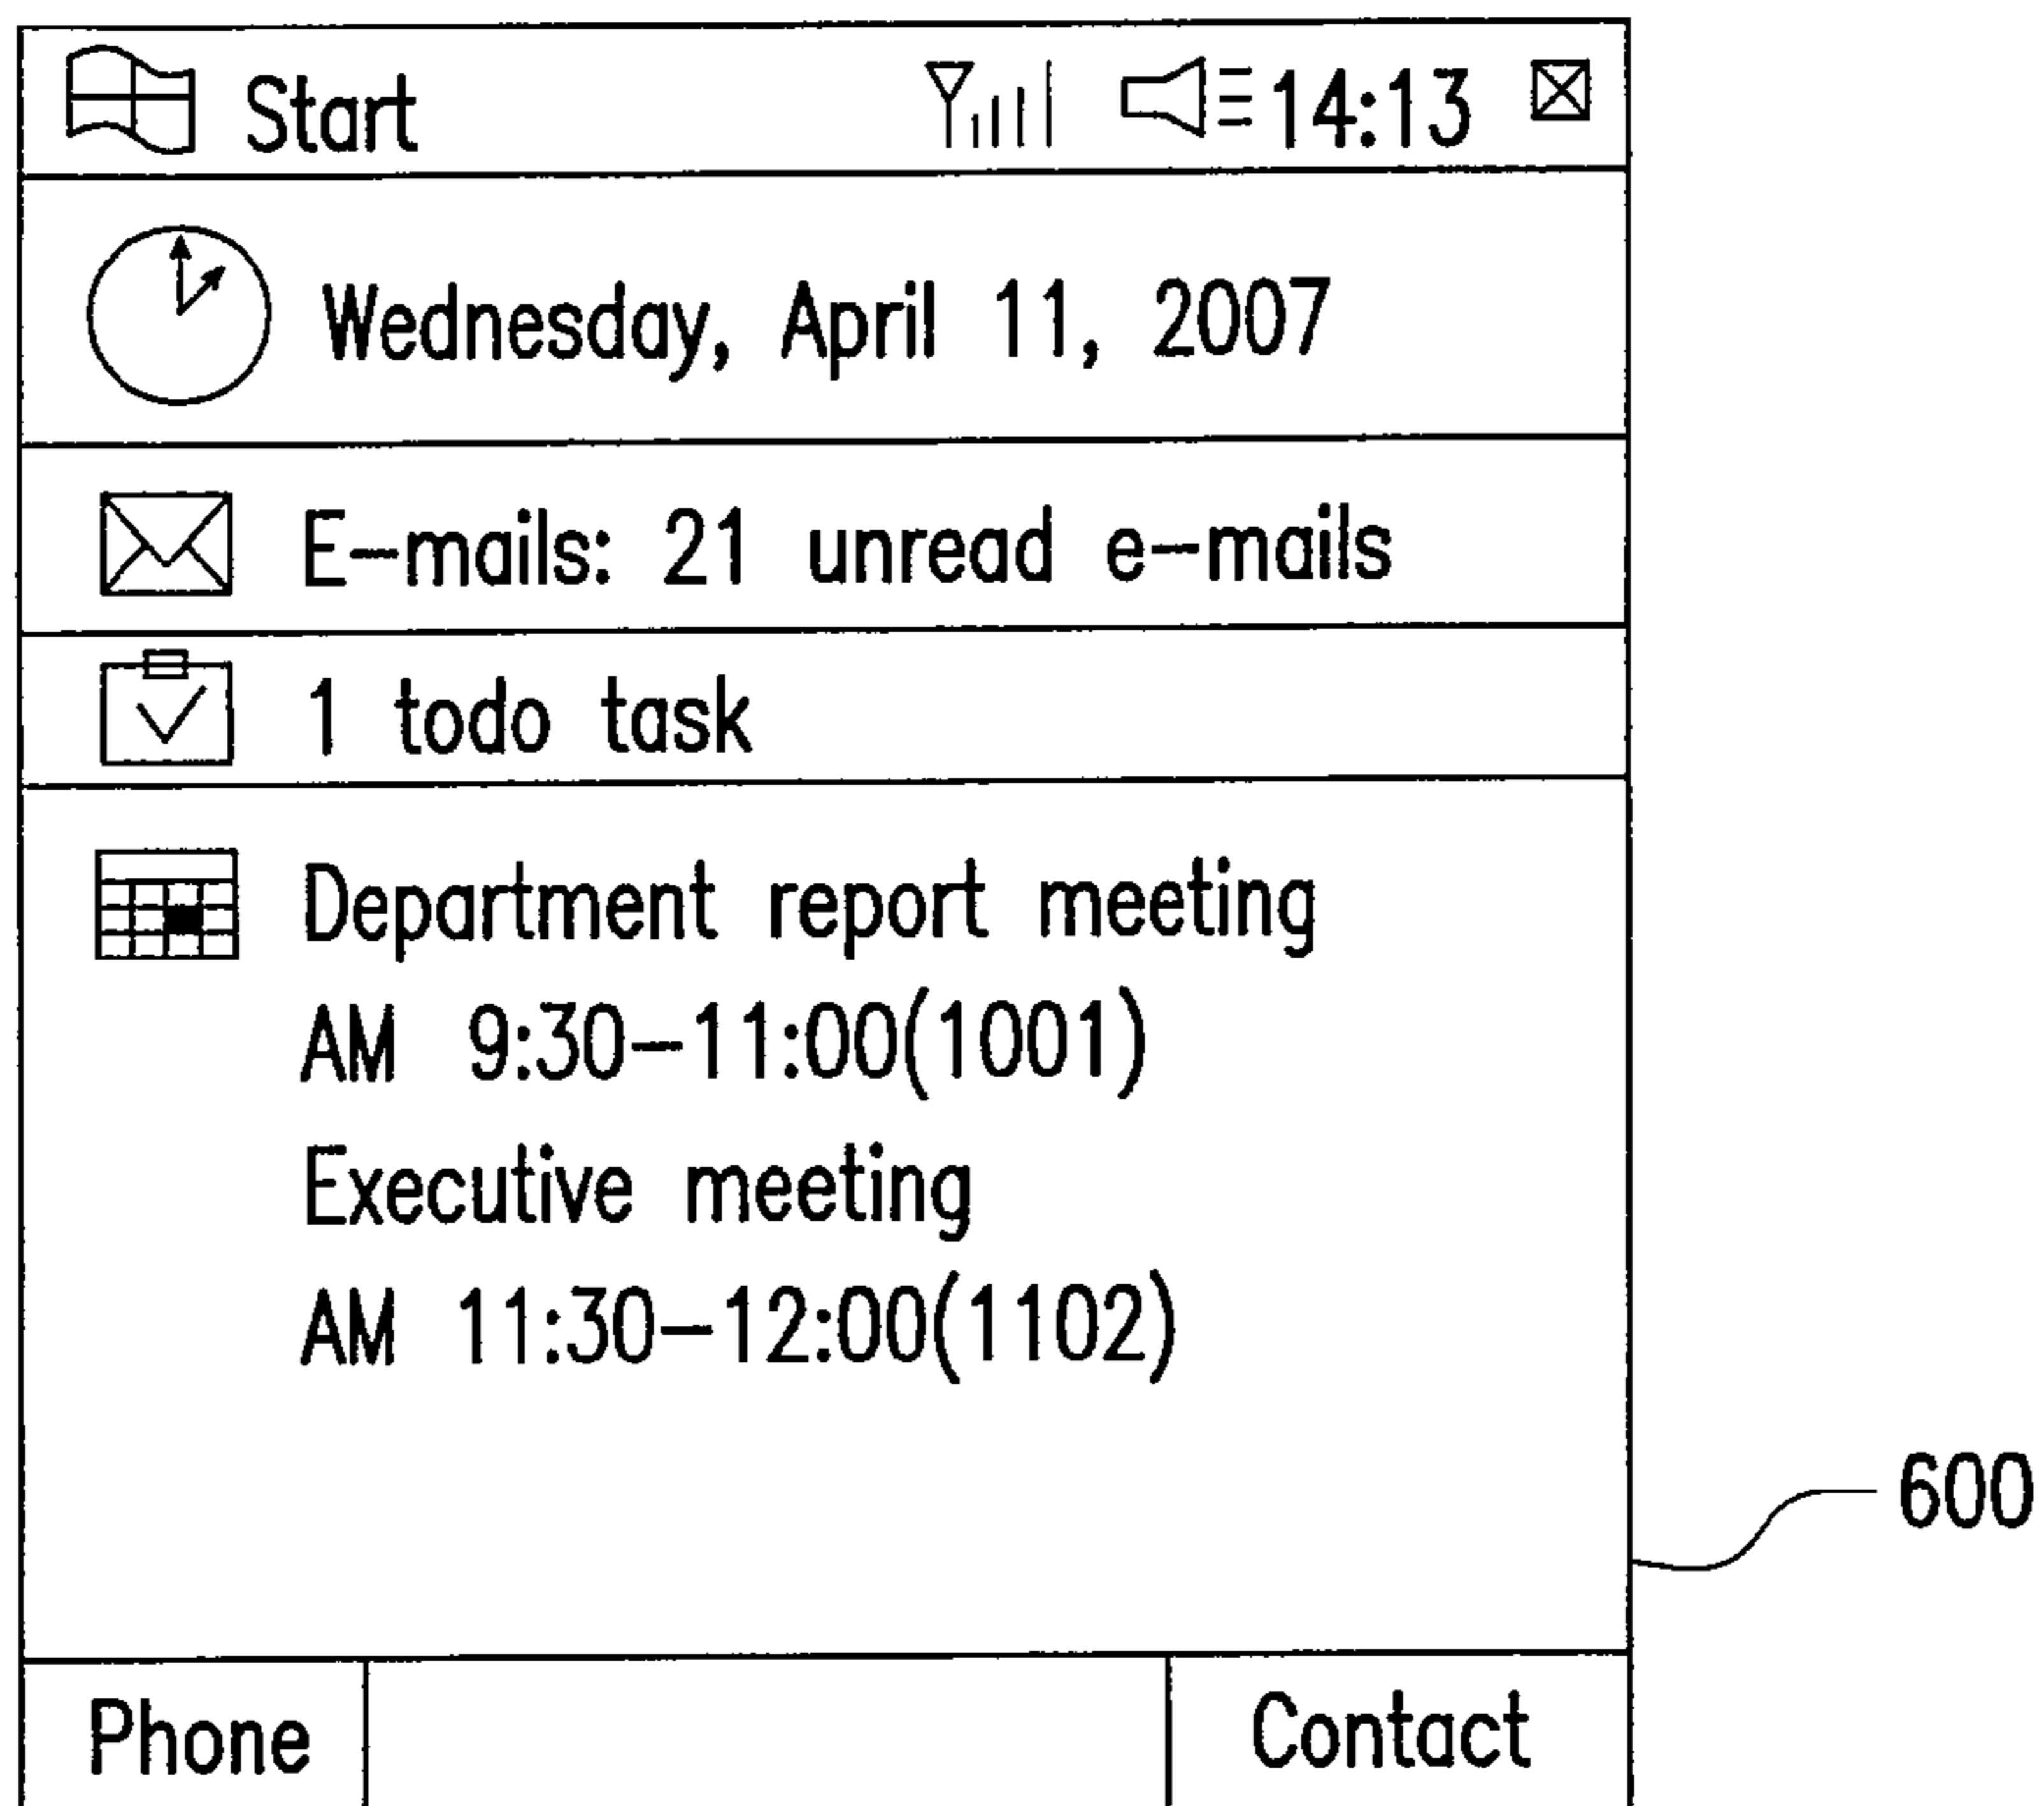 Start 14:13
Wednesday, April 11, 2007
E-mails: 21 unread e-mails
1 todo task
Department report meeting
AM 9:30-11:00(1001)
Executive meeting
AM 11:30-12:00(1102)
600
Phone Contact